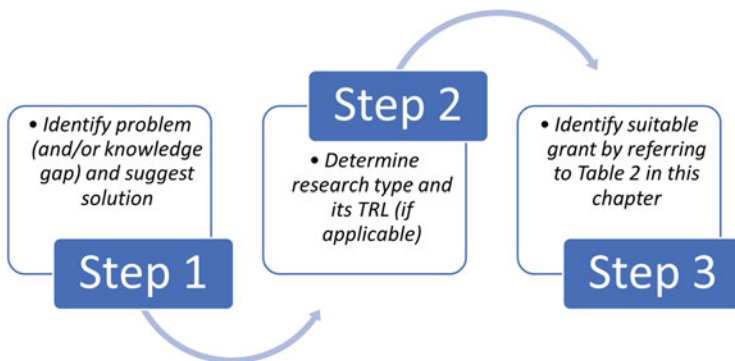 • Identify problem
(and/or knowledge
gap) and suggest
solution
Step 1
Step 2
• Determine
research type and
its TRL (if
applicable)
• Identify suitable
grant by referring
to Table 2 in this
chapter
Step 3